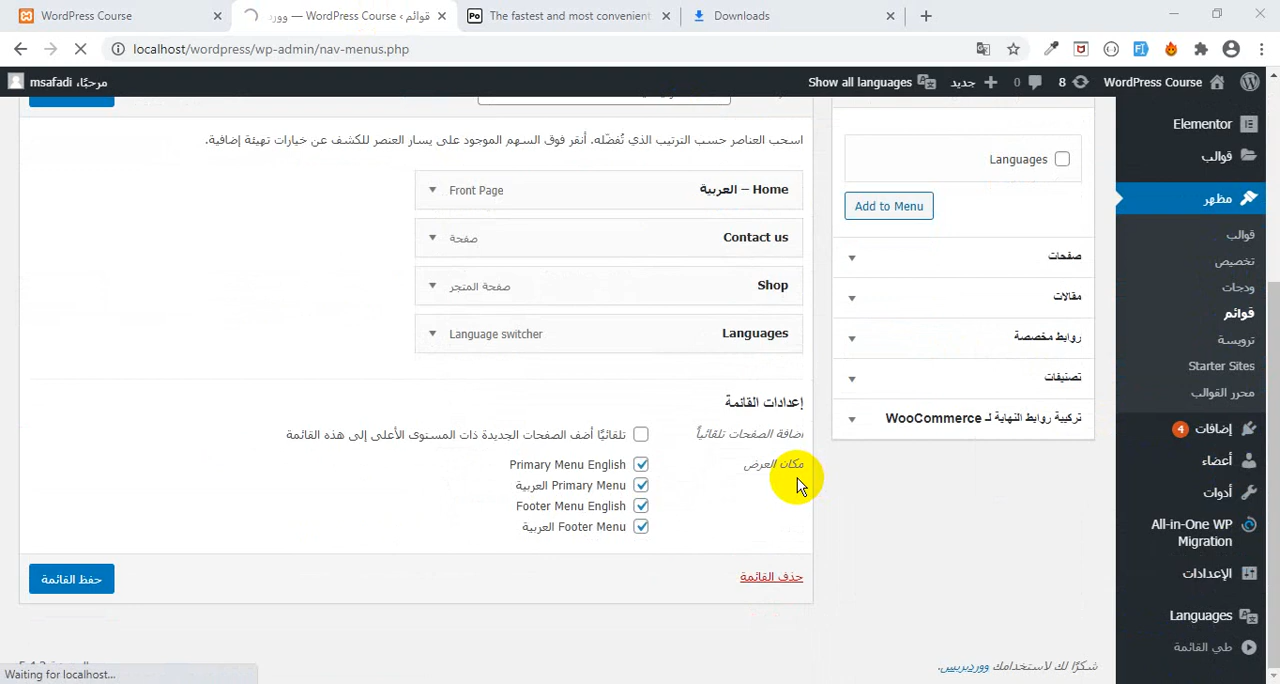 WordPress Course
قوائم ‹ WordPress Course — وورد
The fastest and most convenient
Downloads
localhost/wordpress/wp-admin/nav-menus.php
WordPress Course
8
0
جديد
Show all languages
مرحبًا، msafadi
Elementor
قوالب
مظهر
قوالب
تخصيص
ودجات
قوائم
ترويسة
Starter Sites
محرر القوالب
إضافات 4
أعضاء
أدوات
All-in-One WP
Migration
الإعدادات
Languages
طي القائمة
Languages
Add to Menu
صفحات
مقالات
روابط مخصصة
تصنيفات
تركيبية روابط النهاية لـ WooCommerce
اسحب العناصر حسب الترتيب الذي تُفضّله. أنقر فوق السهم الموجود على يسار العنصر للكشف عن خيارات تهيئة إضافية.
Home – العربية
Front Page
Contact us
صفحة
Shop
صفحة المتجر
Languages
Language switcher
إعدادات القائمة
اضافة الصفحات تلقائياً
تلقائيًا أضف الصفحات الجديدة ذات المستوى الأعلى إلى هذه القائمة
مكان العرض
Primary Menu English
Primary Menu العربية
Footer Menu English
Footer Menu العربية
حذف القائمة
حفظ القائمة
شكرًا لك لاستخدامك ووردبريس.
Waiting for localhost...